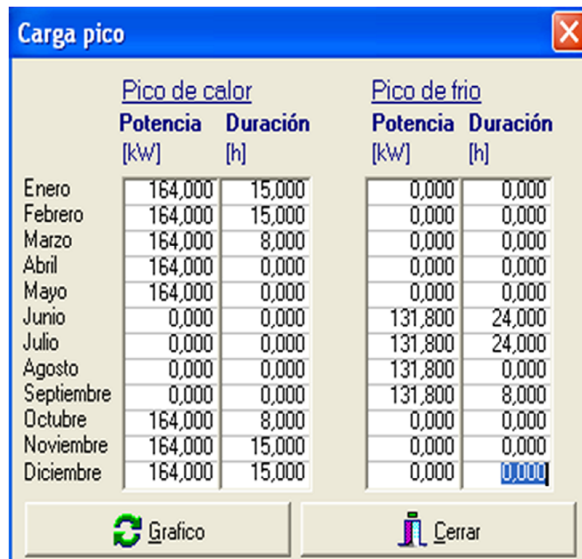 Carga pico
Pico de calor Pico de frio
Potencia Duración Potencia Duración
[kW] [h] [kW] [h]
Enero 164,000 15,000 0,000 0,000
Febrero 164,000 15,000 0,000 0,000
Marzo 164,000 8,000 0,000 0,000
Abril 164,000 0,000 0,000 0,000
Mayo 164,000 0,000 0,000 0,000
Junio 0,000 0,000 131,800 24,000
Julio 0,000 0,000 131,800 24,000
Agosto 0,000 0,000 131,800 0,000
Septiembre 0,000 0,000 131,800 8,000
Octubre 164,000 8,000 0,000 0,000
Noviembre 164,000 15,000 0,000 0,000
Diciembre 164,000 15,000 0,000 0,000
Grafico Cerrar